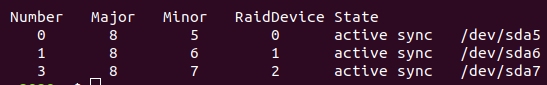 Number Major Minor RaidDevice State
0 8 5 0 active sync /dev/sda5
1 8 6 1 active sync /dev/sda6
3 8 7 2 active sync /dev/sda7